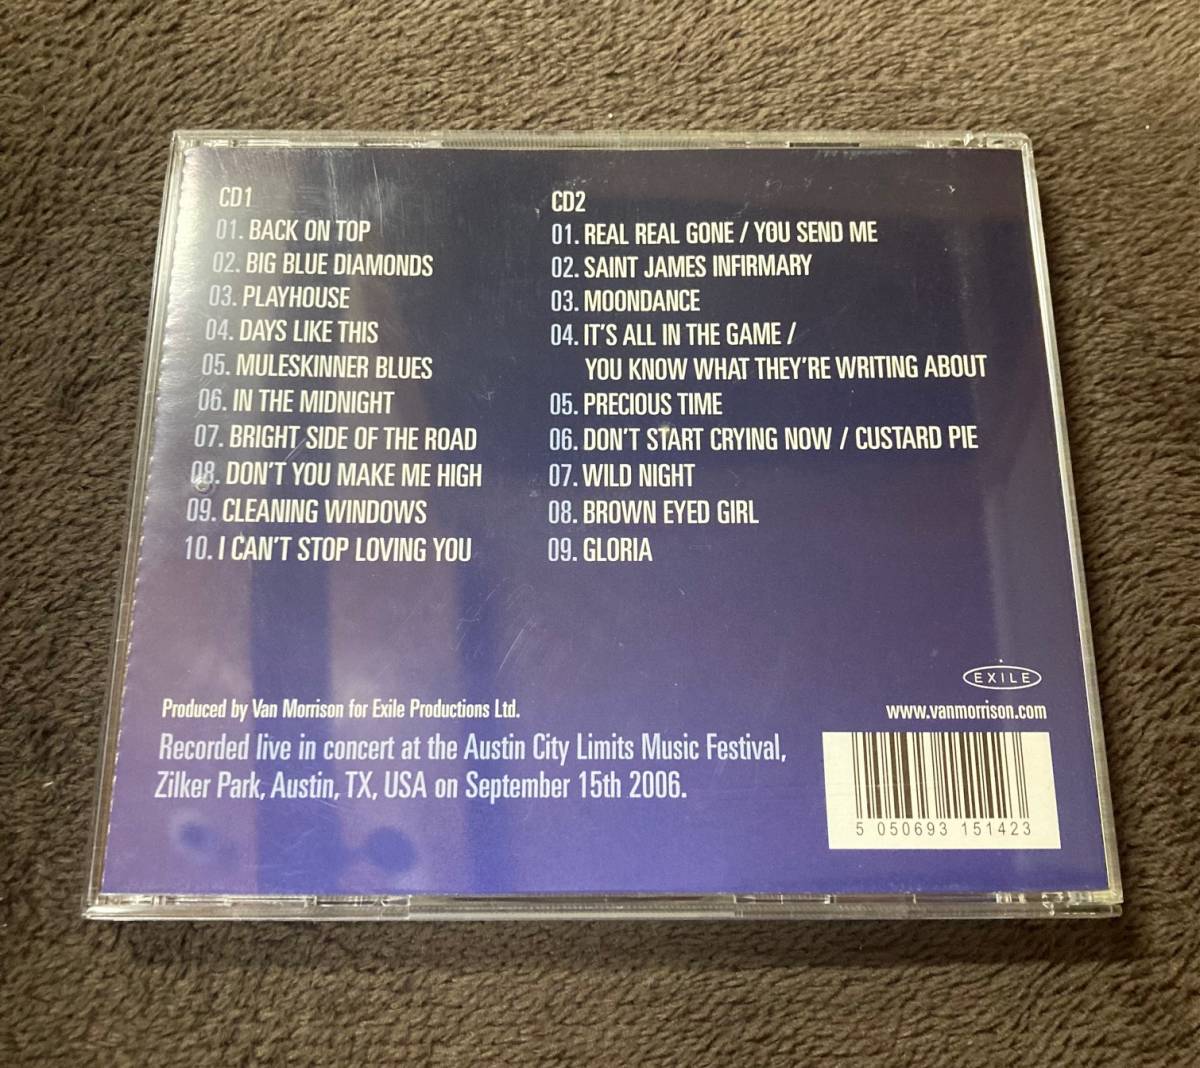 CD1
01. BACK ON TOP
02. BIG BLUE DIAMONDS
03. PLAYHOUSE
04. DAYS LIKE THIS
05. MULESKINNER BLUES
06. IN THE MIDNIGHT
07. BRIGHT SIDE OF THE ROAD
08. DON'T YOU MAKE ME HIGH
09. CLEANING WINDOWS
10. I CAN'T STOP LOVING YOU
CD2
01. REAL REAL GONE / YOU SEND ME
02. SAINT JAMES INFIRMARY
03. MOONDANCE
04. IT'S ALL IN THE GAME /
YOU KNOW WHAT THEY'RE WRITING ABOUT
05. PRECIOUS TIME
06. DON'T START CRYING NOW / CUSTARD PIE
07. WILD NIGHT
08. BROWN EYED GIRL
09. GLORIA
EXILE
Produced by Van Morrison for Exile Productions Ltd.
www.vanmorrison.com
Recorded live in concert at the Austin City Limits Music Festival,
Zilker Park, Austin, TX, USA on September 15th 2006.
5 050693 151423